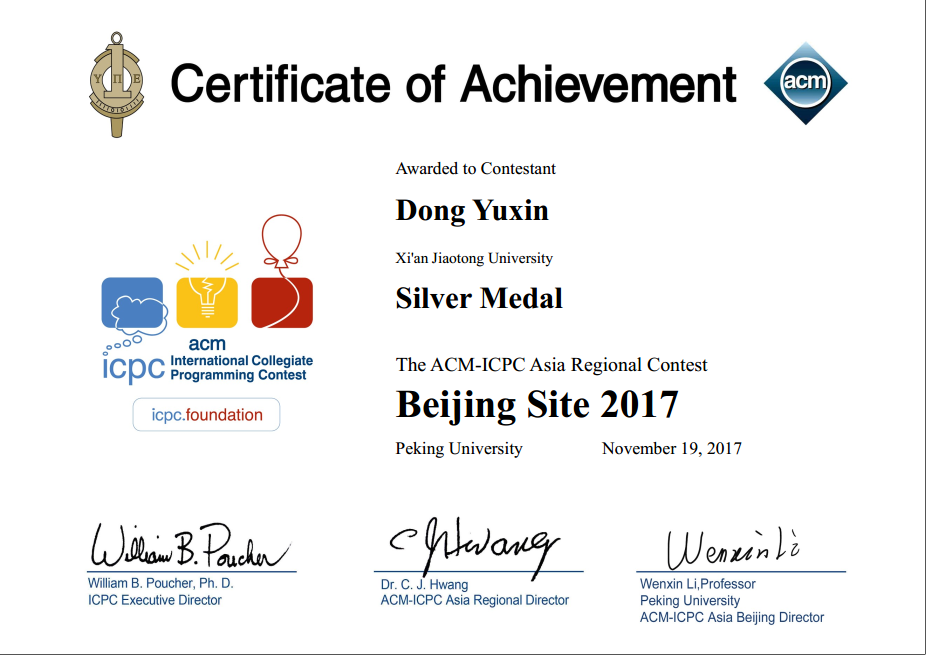 Certificate of Achievement
Υ Π Ε
acm
Awarded to Contestant
Dong Yuxin
Xi'an Jiaotong University
Silver Medal
acm
icpc International Collegiate
Programming Contest
icpc.foundation
The ACM-ICPC Asia Regional Contest
Beijing Site 2017
Peking University November 19, 2017
William B. Poucher
William B. Poucher, Ph. D.
ICPC Executive Director
C J Hwang
Dr. C. J. Hwang
ACM-ICPC Asia Regional Director
Wenxin Li
Wenxin Li,Professor
Peking University
ACM-ICPC Asia Beijing Director